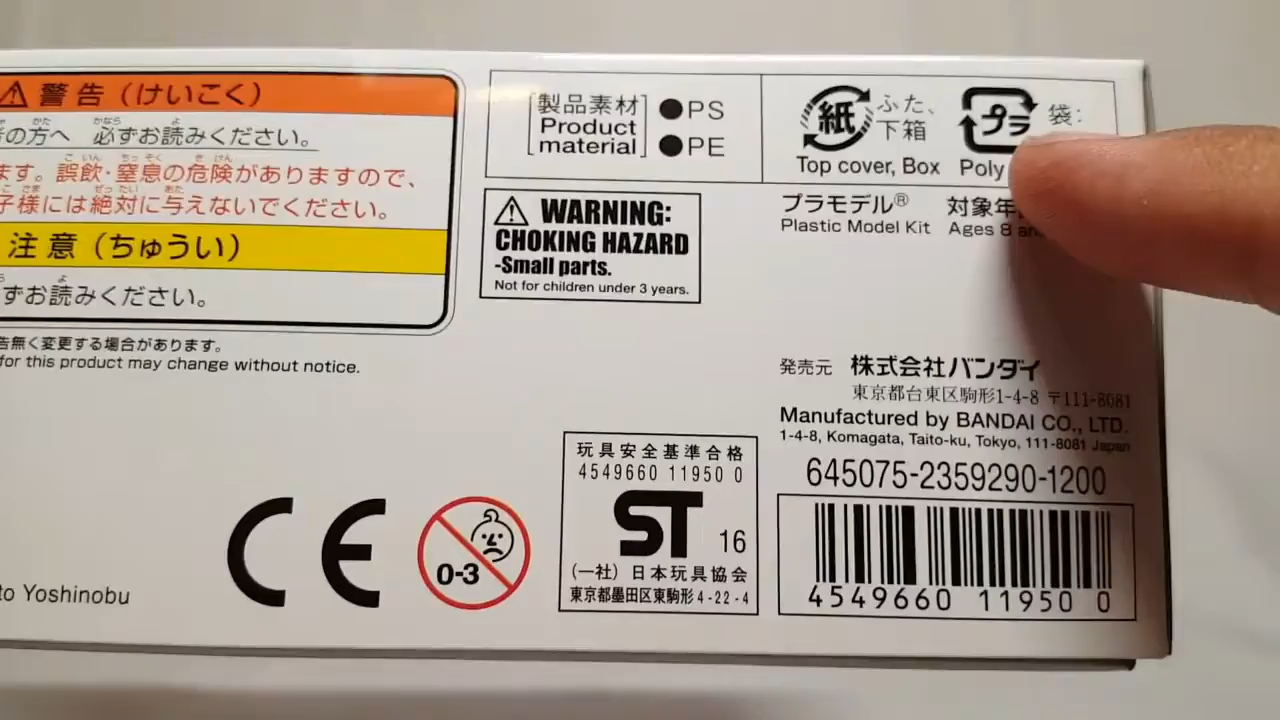 警告（けいこく）
の方へ 必ずお読みください。
ます。誤飲・窒息の危険がありますので、
子様には絶対に与えないでください。
注意（ちゅうい）
ずお読みください。
告無く変更する場合があります。
for this product may change without notice.
to Yoshinobu
0-3
製品素材
Product
material
●PS
●PE
WARNING:
CHOKING HAZARD
-Small parts.
Not for children under 3 years.
紙
ふた、
下箱
Top cover, Box
プラ
袋:
Poly
プラモデル®
Plastic Model Kit
対象年
Ages 8
発売元 株式会社バンダイ
東京都台東区駒形1-4-8 〒111-8081
Manufactured by BANDAI CO., LTD.
1-4-8, Komagata, Taito-ku, Tokyo, 111-8081 Japan
645075-2359290-1200
4549660 11950 0
玩具安全基準合格
4549660 11950 0
ST
16
（一社）日本玩具協会
東京都墨田区東駒形4-22-4
CE